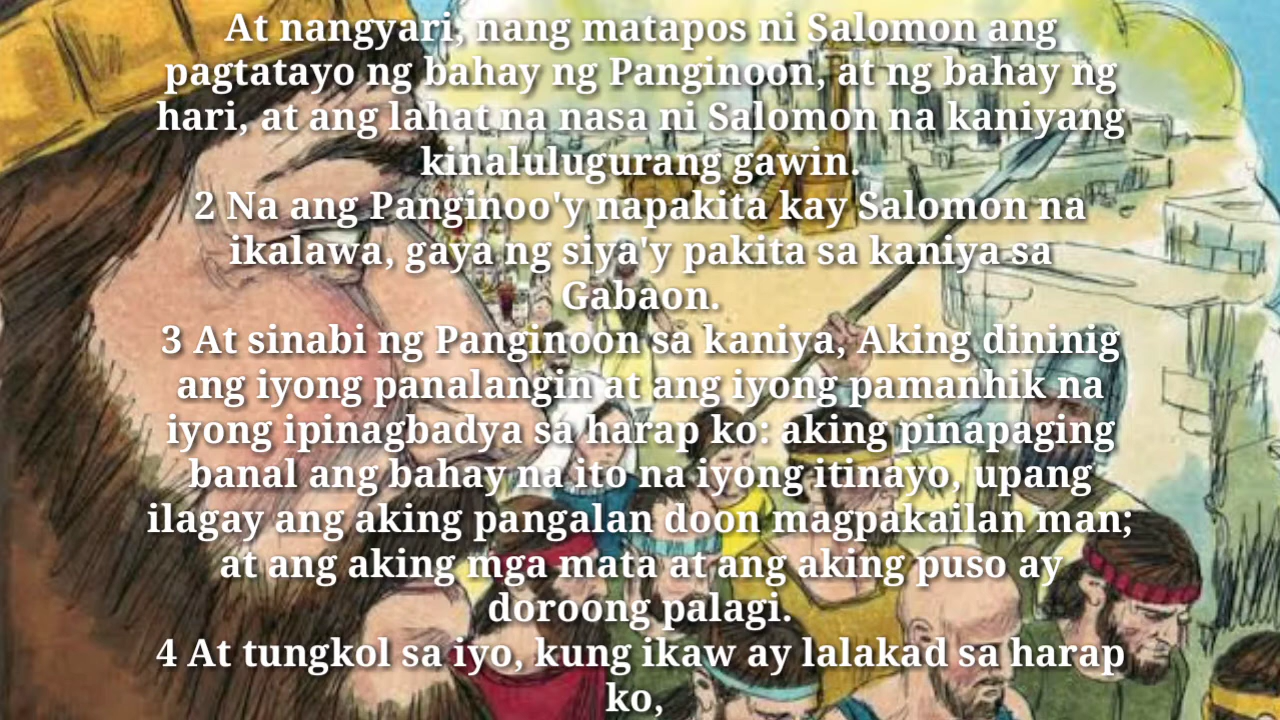 At nangyari, nang matapos ni Salomon ang
pagtatayo ng bahay ng Panginoon, at ng bahay ng
hari, at ang lahat na nasa ni Salomon na kaniyang
kinalulugurang gawin.
2 Na ang Panginoo'y napakita kay Salomon na
ikalawa, gaya ng siya'y pakita sa kaniya sa
Gabaon.
3 At sinabi ng Panginoon sa kaniya, Aking dininig
ang iyong panalangin at ang iyong pamanhik na
iyong ipinagbadya sa harap ko: aking pinapaging
banal ang bahay na ito na iyong itinayo, upang
ilagay ang aking pangalan doon magpakailan man;
at ang aking mga mata at ang aking puso ay
doroong palagi.
4 At tungkol sa iyo, kung ikaw ay lalakad sa harap
ko,